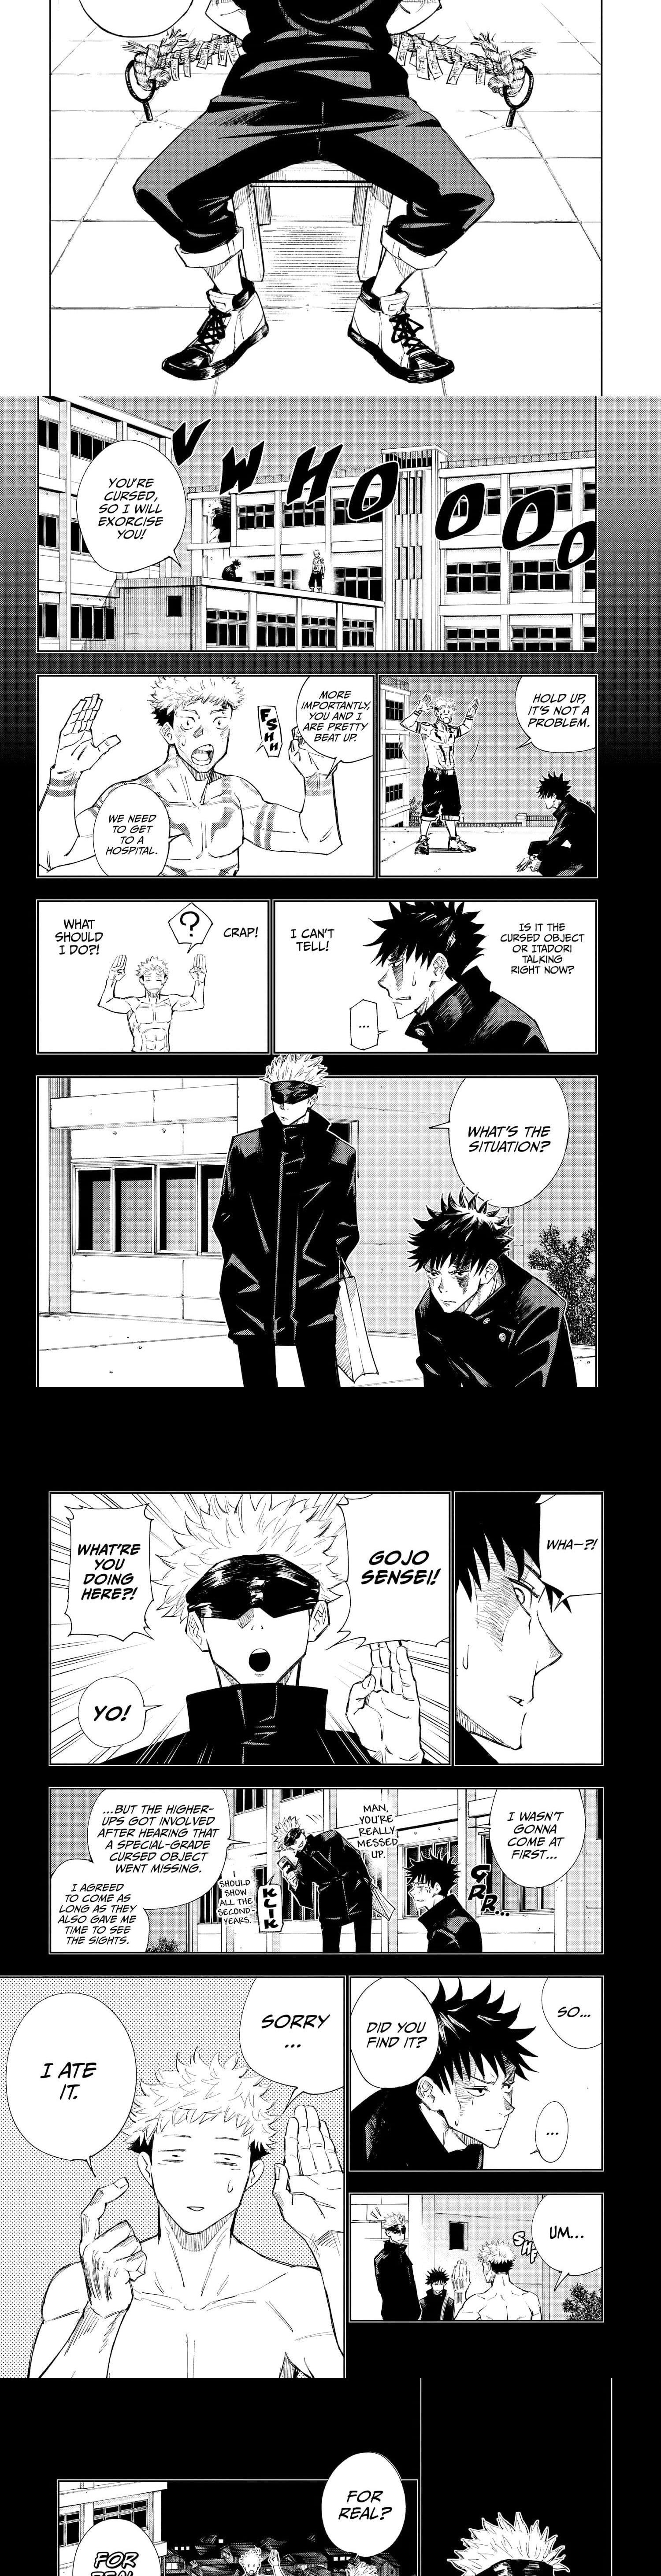 VWHOOOOO
YOU'RE
CURSED,
SO I WILL
EXORCISE
YOU!
HOLD UP,
IT'S NOT A
PROBLEM.
MORE
IMPORTANTLY,
YOU AND I
ARE PRETTY
BEAT UP.
FSHH
WE NEED
TO GET
TO A
HOSPITAL.
IS IT THE
CURSED OBJECT
OR ITADORI
TALKING
RIGHT NOW?
I CAN'T
TELL!
...
CRAP!
?
WHAT
SHOULD
I DO?!
WHAT'S THE
SITUATION?
WHA—?!
GOJO
SENSEI!
WHAT'RE
YOU
DOING
HERE?!
YO!
I WASN'T
GONNA
COME AT
FIRST...
GRR...
MAN,
YOU'RE
REALLY
MESSED
UP.
KLIK
I
SHOULD
SHOW
ALL THE
SECOND-
YEARS.
...BUT THE HIGHER-
UPS GOT INVOLVED
AFTER HEARING THAT
A SPECIAL-GRADE
CURSED OBJECT
WENT MISSING.
I AGREED
TO COME AS
LONG AS THEY
ALSO GAVE ME
TIME TO SEE
THE SIGHTS.
SO...
DID YOU
FIND IT?
...
UM...
SORRY
...
I ATE
IT.
FOR
REAL?
FOR